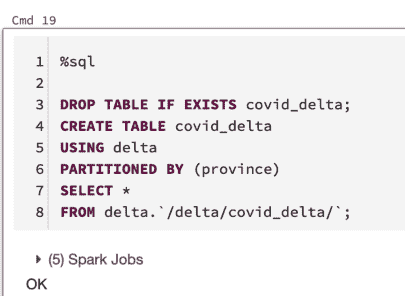 Cmd 19
1 %sql
2
3 DROP TABLE IF EXISTS covid_delta;
4 CREATE TABLE covid_delta
5 USING delta
6 PARTITIONED BY (province)
7 SELECT *
8 FROM delta.`/delta/covid_delta/`;
(5) Spark Jobs
OK